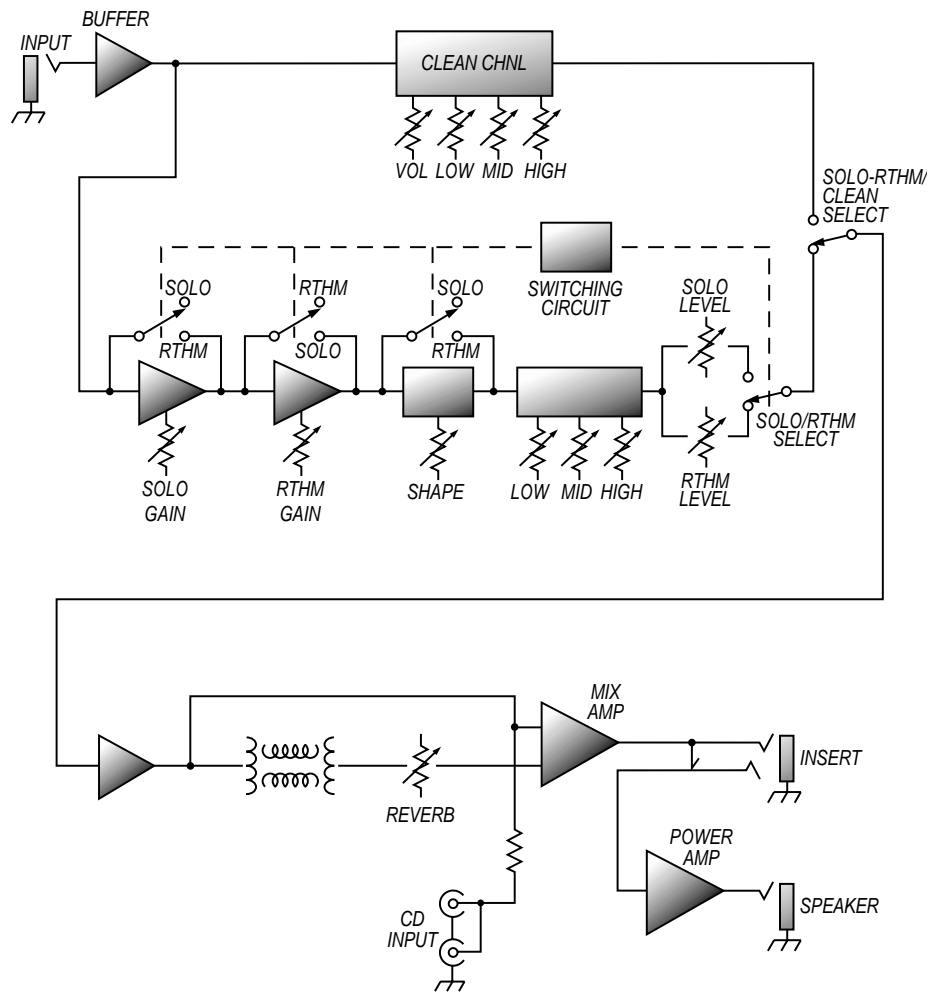 BUFFER
INPUT
CLEAN CHNL
VOL LOW MID HIGH
SOLO-RTHM/
CLEAN
SELECT
SWITCHING
CIRCUIT
SOLO
RTHM
RTHM
SOLO
SOLO
RTHM
SOLO
LEVEL
SOLO/RTHM
SELECT
SOLO
GAIN
RTHM
GAIN
SHAPE
LOW MID HIGH
RTHM
LEVEL
MIX
AMP
INSERT
REVERB
POWER
AMP
SPEAKER
CD
INPUT